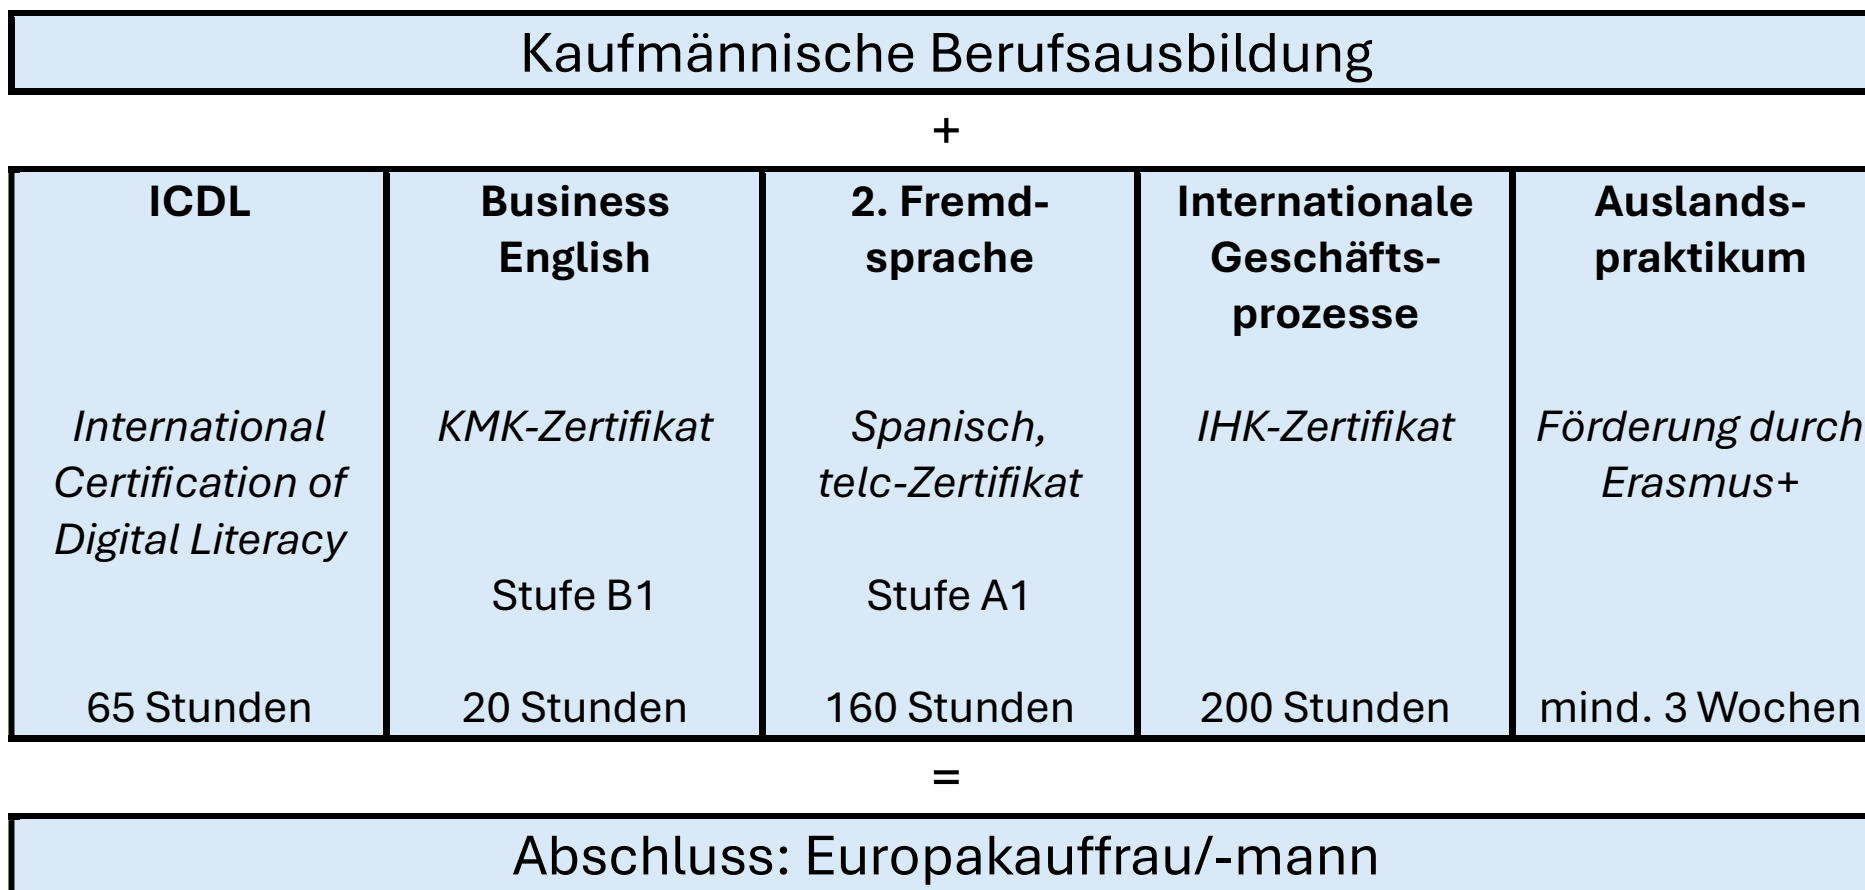 Kaufmännische Berufsausbildung
+
ICDL
International
Certification of
Digital Literacy
65 Stunden
Business
English
KMK-Zertifikat
Stufe B1
20 Stunden
2. Fremd-
sprache
Spanisch,
telc-Zertifikat
Stufe A1
160 Stunden
Internationale
Geschäfts-
prozesse
IHK-Zertifikat
200 Stunden
Auslands-
praktikum
Förderung durch
Erasmus+
mind. 3 Wochen
=
Abschluss: Europakauffrau/-mann